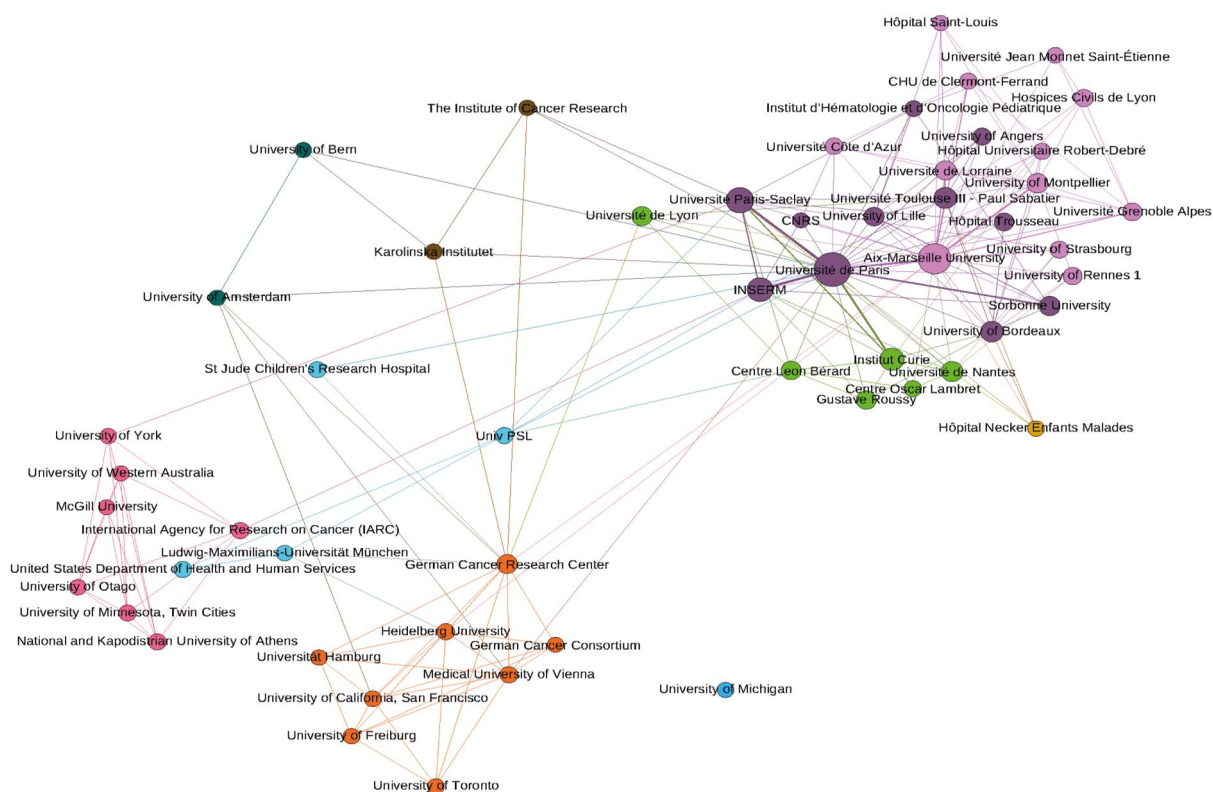 Hôpital Saint-Louis
Université Jean Monnet Saint-Étienne
CHU de Clermont-Ferrand
Hospices Civils de Lyon
The Institute of Cancer Research
Institut d'Hématologie et d'Oncologie Pédiatrique
University of Angers
University of Bern
Université Côte d'Azur
Hôpital Universitaire Robert-Debré
Université de Lorraine
University of Montpellier
Université Paris-Saclay
Université Toulouse III - Paul Sabatier
Université de Lyon
CNRS
University of Lille
Hôpital Trousseau
Université Grenoble Alpes
Karolinska Institutet
University of Strasbourg
Aix-Marseille University
Université de Paris
University of Rennes 1
INSERM
University of Amsterdam
Sorbonne University
University of Bordeaux
Institut Curie
St Jude Children's Research Hospital
Centre Leon Bérard
Université de Nantes
Centre Oscar Lambret
Gustave Roussy
Hôpital Necker Enfants Malades
University of York
Univ PSL
University of Western Australia
McGill University
International Agency for Research on Cancer (IARC)
Ludwig-Maximilians-Universität München
German Cancer Research Center
United States Department of Health and Human Services
University of Otago
University of Minnesota, Twin Cities
Heidelberg University
National and Kapodistrian University of Athens
German Cancer Consortium
Universität Hamburg
Medical University of Vienna
University of Michigan
University of California, San Francisco
University of Freiburg
University of Toronto